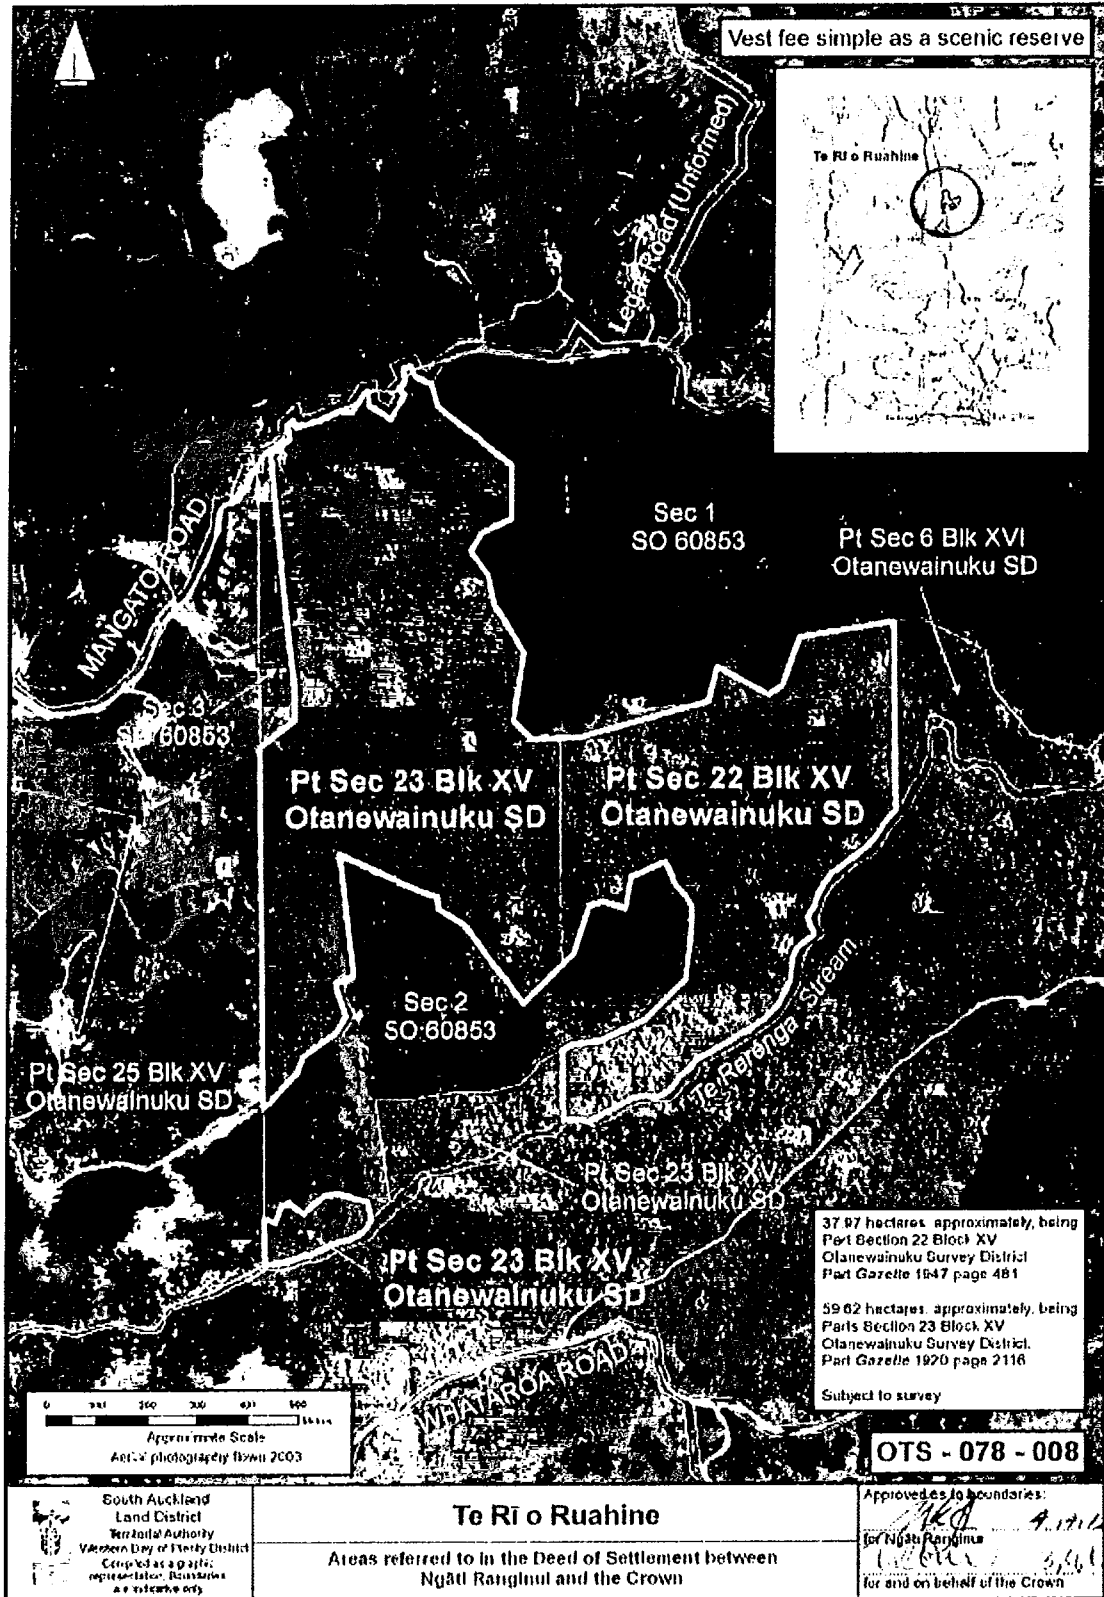 Vest fee simple as a scenic reserve
Te Rī o Ruahine
Legal Road (Unformed)
MANGATOI ROAD
Sec 1
SO 60853
Pt Sec 6 Blk XVI
Otanewainuku SD
Sec 3
SO 60853
Pt Sec 23 Blk XV
Otanewainuku SD
Pt Sec 22 Blk XV
Otanewainuku SD
Sec 2
SO 60853
Te Rerenga Stream
Pt Sec 25 Blk XV
Otanewainuku SD
Pt Sec 23 Blk XV
Otanewainuku SD
Pt Sec 23 Blk XV
Otanewainuku SD
WHATAROA ROAD
37.97 hectares, approximately, being
Part Section 22 Block XV
Otanewainuku Survey District
Part Gazette 1947 page 481
59.62 hectares, approximately, being
Parts Section 23 Block XV
Otanewainuku Survey District.
Part Gazette 1920 page 2116
Subject to survey
0 100 200 300 400 500
Metres
Approximate Scale
Aerial photography flown 2003
OTS - 078 - 008
South Auckland
Land District
Territorial Authority
Western Bay of Plenty District
Compiled as a graphic
representation. Boundaries
are indicative only
Te Rī o Ruahine
Areas referred to in the Deed of Settlement between
Ngāti Ranginui and the Crown
Approved as to boundaries:
for Ngāti Ranginui
for and on behalf of the Crown